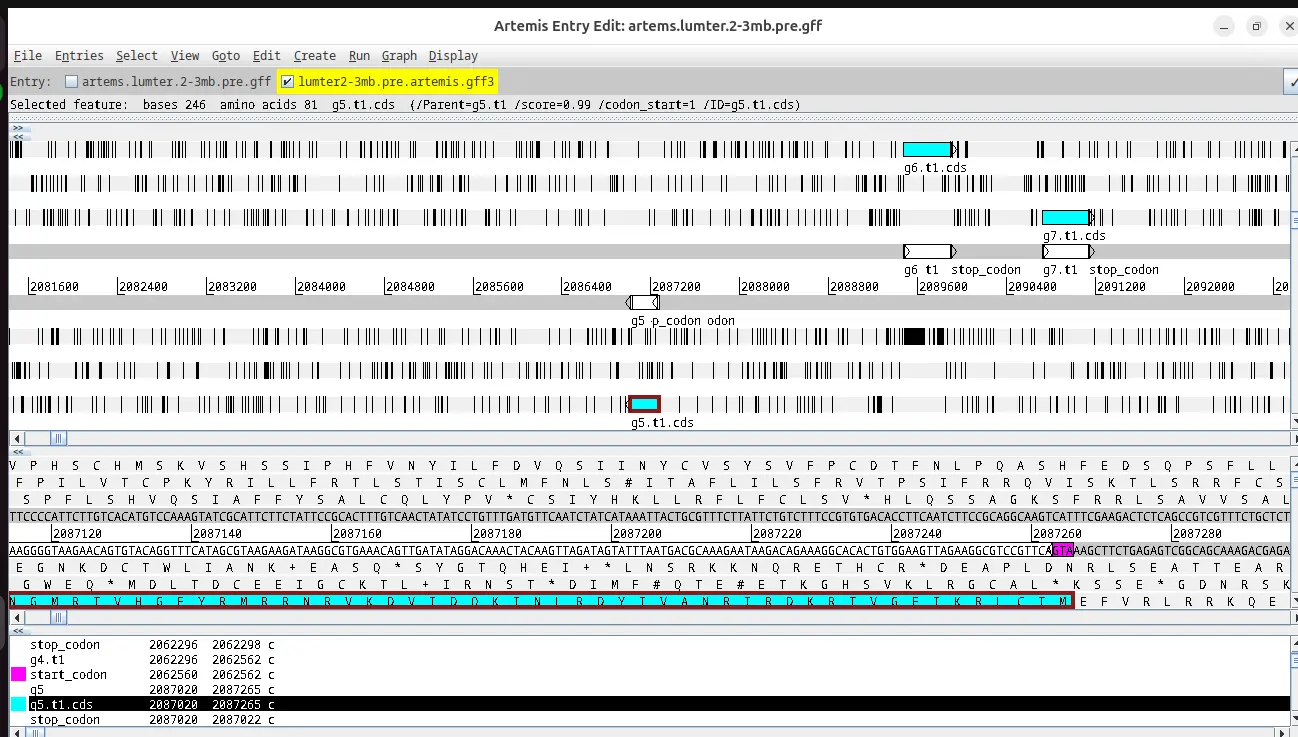 Artemis Entry Edit: artems.lumter.2-3mb.pre.gff
File Entries Select View Goto Edit Create Run Graph Display
Entry: artems.lumter.2-3mb.pre.gff lumter2-3mb.pre.artemis.gff3
Selected feature: bases 246 amino acids 81 g5.t1.cds (/Parent=g5.t1 /score=0.99 /codon_start=1 /ID=g5.t1.cds)
>>
<<
g6.t1.cds
g7.t1.cds
g6 t1 stop_codon g7.t1 stop_codon
2081600 2082400 2083200 2084000 2084800 2085600 2086400 2087200 2088000 2088800 2089600 2090400 2091200 2092000 20
g5 p_codon odon
g5.t1.cds
<<
V P H S C H M S K V S H S S I P H F V N Y I L F D V Q S I I N Y C V S Y S V F P C D T F N L P Q A S H F E D S Q P S F L L
F P I L V T C P K Y R I L L F R T L S T I S C L M F N L S # I T A F L I L S F R V T P S I F R R Q V I S K T L S R R F C S
S P F L S H V Q S I A F F Y S A L C Q L Y P V * C S I Y H K L L R F L F C L S V * H L Q S S A G K S F R R L S A V V S A L
2087120 2087140 2087160 2087180 2087200 2087220 2087240 2087260 2087280
E G N K D C T W L I A N K + E A S Q * S Y G T Q H E I + * L N S R K K N Q R E T H C R * D E A P L D N R L S E A T T E A R
G W E Q * M D L T D C E E I G C K T L + I R N S T * D I M F # Q T E # E T K G H S V K L R G C A L * K S S E * G D N R S K
E F V R L R R K Q E
<<
stop_codon 2062296 2062298 c
g4.t1 2062296 2062562 c
start_codon 2062560 2062562 c
g5 2087020 2087265 c
g5.t1.cds 2087020 2087265 c
stop_codon 2087020 2087022 c